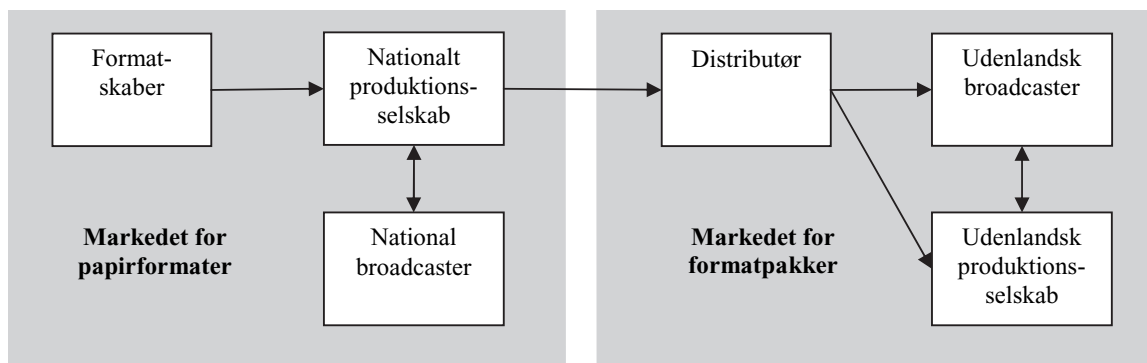 Format-
skaber
Nationalt
produktions-
selskab
Markedet for
papirformater
National
broadcaster
Distributør
Udenlandsk
broadcaster
Markedet for
formatpakker
Udenlandsk
produktions-
selskab